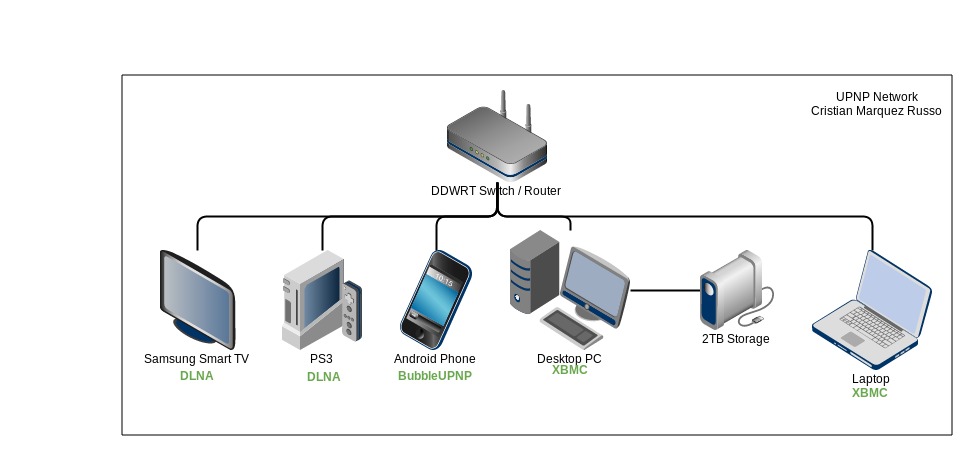 UPNP Network
Cristian Marquez Russo
DDWRT Switch / Router
10:15
Samsung Smart TV
DLNA
PS3
DLNA
Android Phone
BubbleUPNP
Desktop PC
XBMC
2TB Storage
Laptop
XBMC